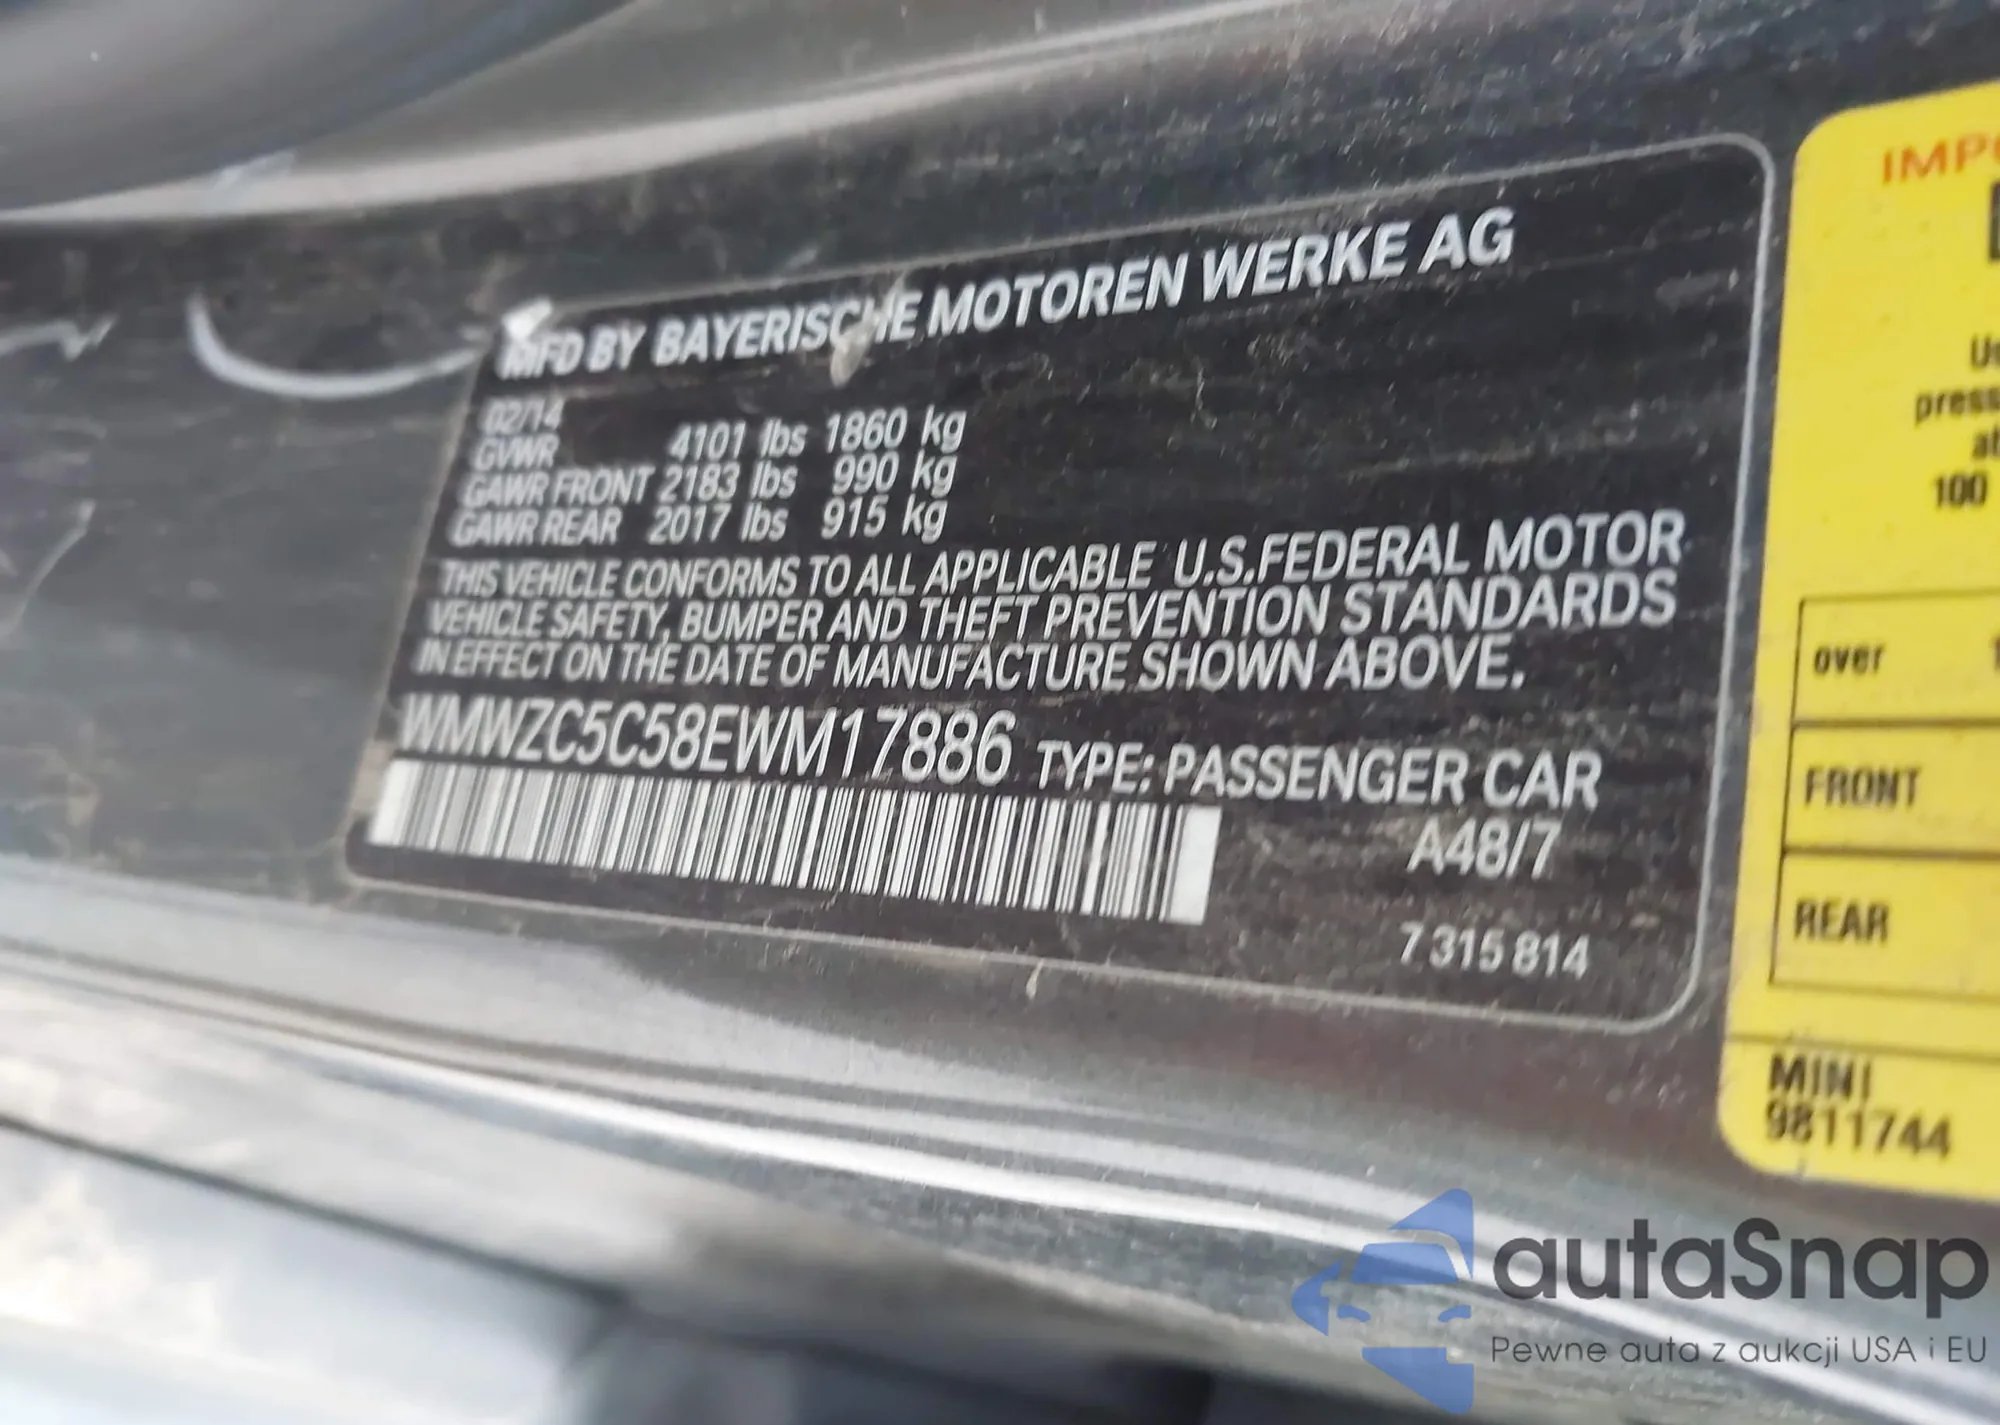 MFD BY BAYERISCHE MOTOREN WERKE AG
02/14
GVWR 4101 lbs 1860 kg
GAWR FRONT 2183 lbs 990 kg
GAWR REAR 2017 lbs 915 kg
THIS VEHICLE CONFORMS TO ALL APPLICABLE U.S.FEDERAL MOTOR
VEHICLE SAFETY, BUMPER AND THEFT PREVENTION STANDARDS
IN EFFECT ON THE DATE OF MANUFACTURE SHOWN ABOVE.
WMWZC5C58EWM17886 TYPE: PASSENGER CAR
A48/7
7 315 814
over
100
FRONT
REAR
MINI
9811744
autaSnap
Pewne auta z aukcji USA i EU